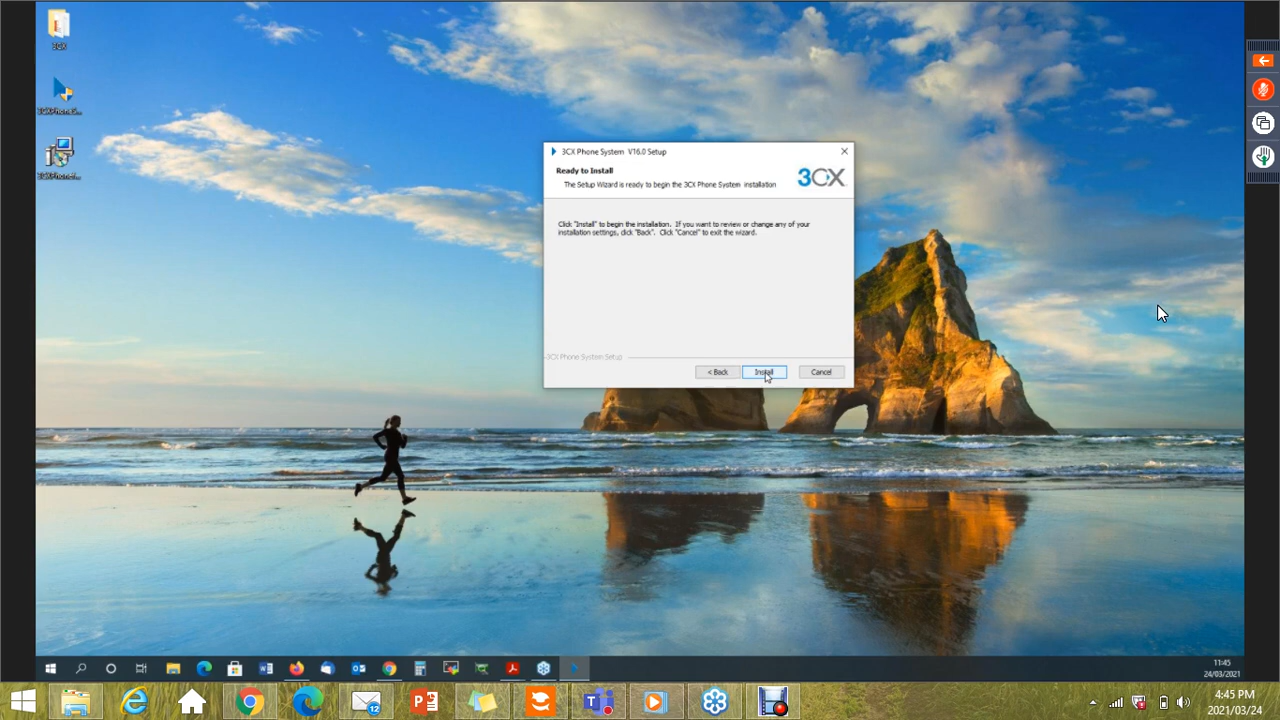 3CX
3CXPhone...
3CX Phone System V16.0 Setup
Ready to Install
The Setup Wizard is ready to begin the 3CX Phone System installation
3CX
Click "Install" to begin the installation. If you want to review or change any of your
installation settings, click "Back". Click "Cancel" to exit the wizard.
3CX Phone System Setup
< Back
Install
Cancel
11:45
24/03/2021
12
4:45 PM
2021/03/24